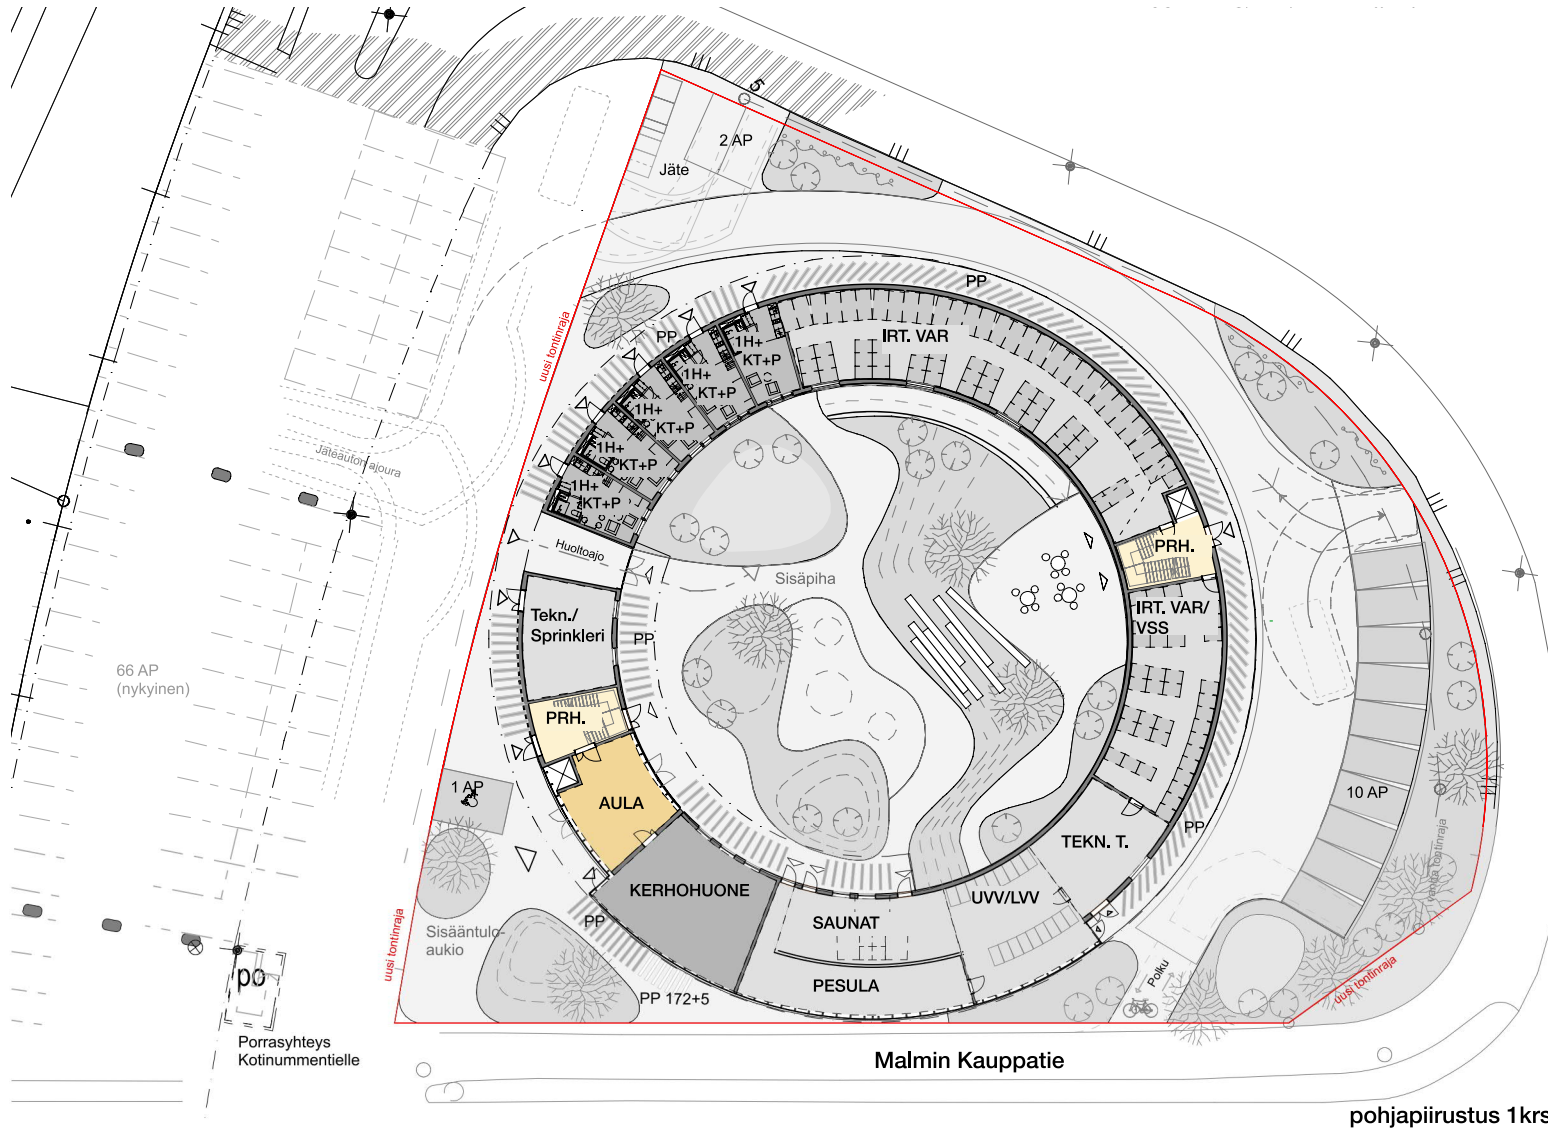 5
2 AP
Jäte
PP
uusi tontinraja
PP
IRT. VAR
1H+
KT+P
1H+
KT+P
1H+
KT+P
1H+
KT+P
1H+
KT+P
Jäteauton ajoura
Huoltoajo
PRH.
Sisäpiha
Tekn./
Sprinkleri
PP
IRT. VAR/
VSS
66 AP
(nykyinen)
PRH.
1 AP
AULA
10 AP
PP
TEKN. T.
vanha tontinraja
KERHOHUONE
UVV/LVV
SAUNAT
PP
Sisääntulo-
aukio
uusi tontinraja
po
PESULA
Polku
uusi tontinraja
PP 172+5
Porrasyhteys
Kotinummentielle
Malmin Kauppatie
pohjapiirustus 1krs